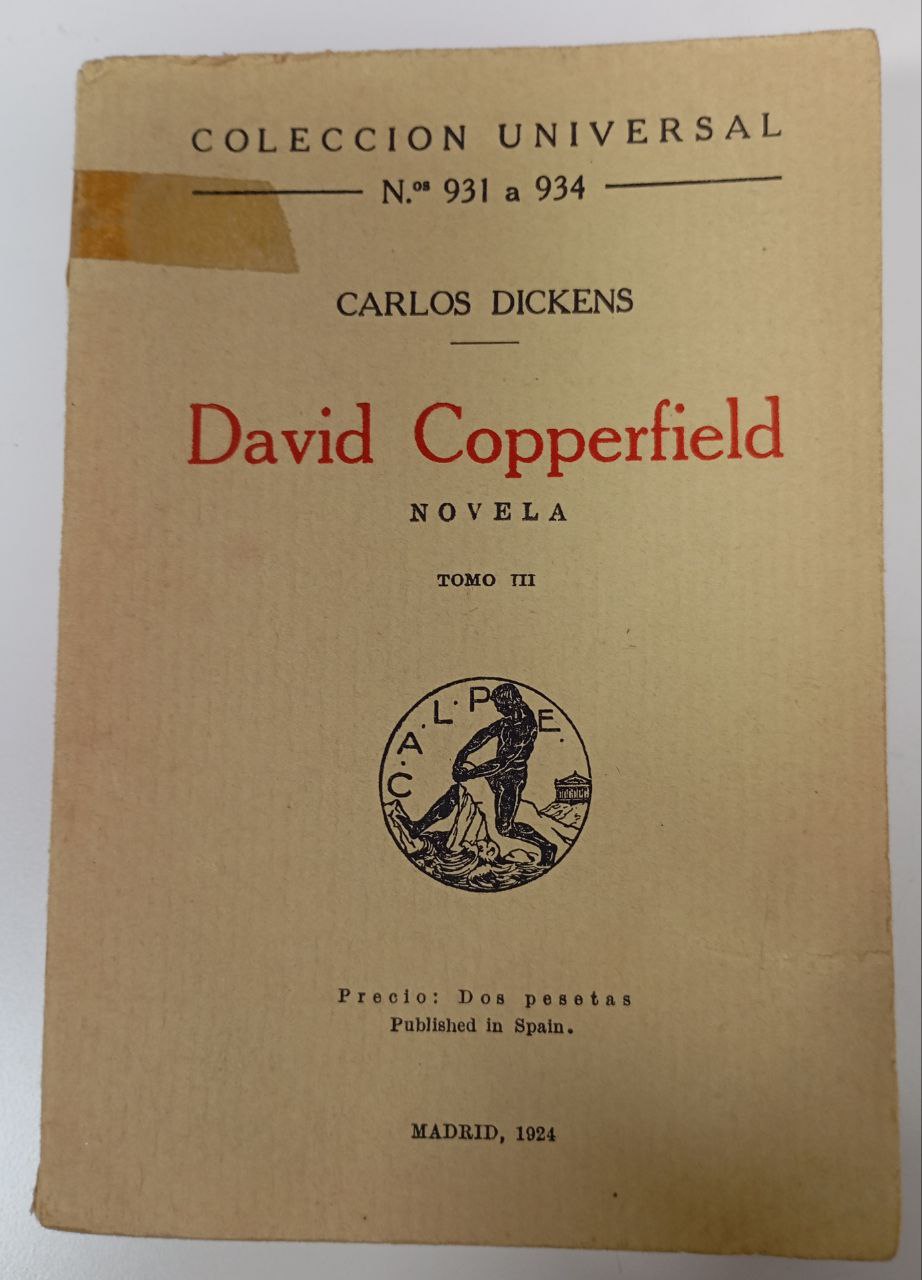 COLECCION UNIVERSAL
N.ᵒˢ 931 a 934
CARLOS DICKENS
David Copperfield
NOVELA
TOMO III
C.A.L.P.E.
Precio: Dos pesetas
Published in Spain.
MADRID, 1924